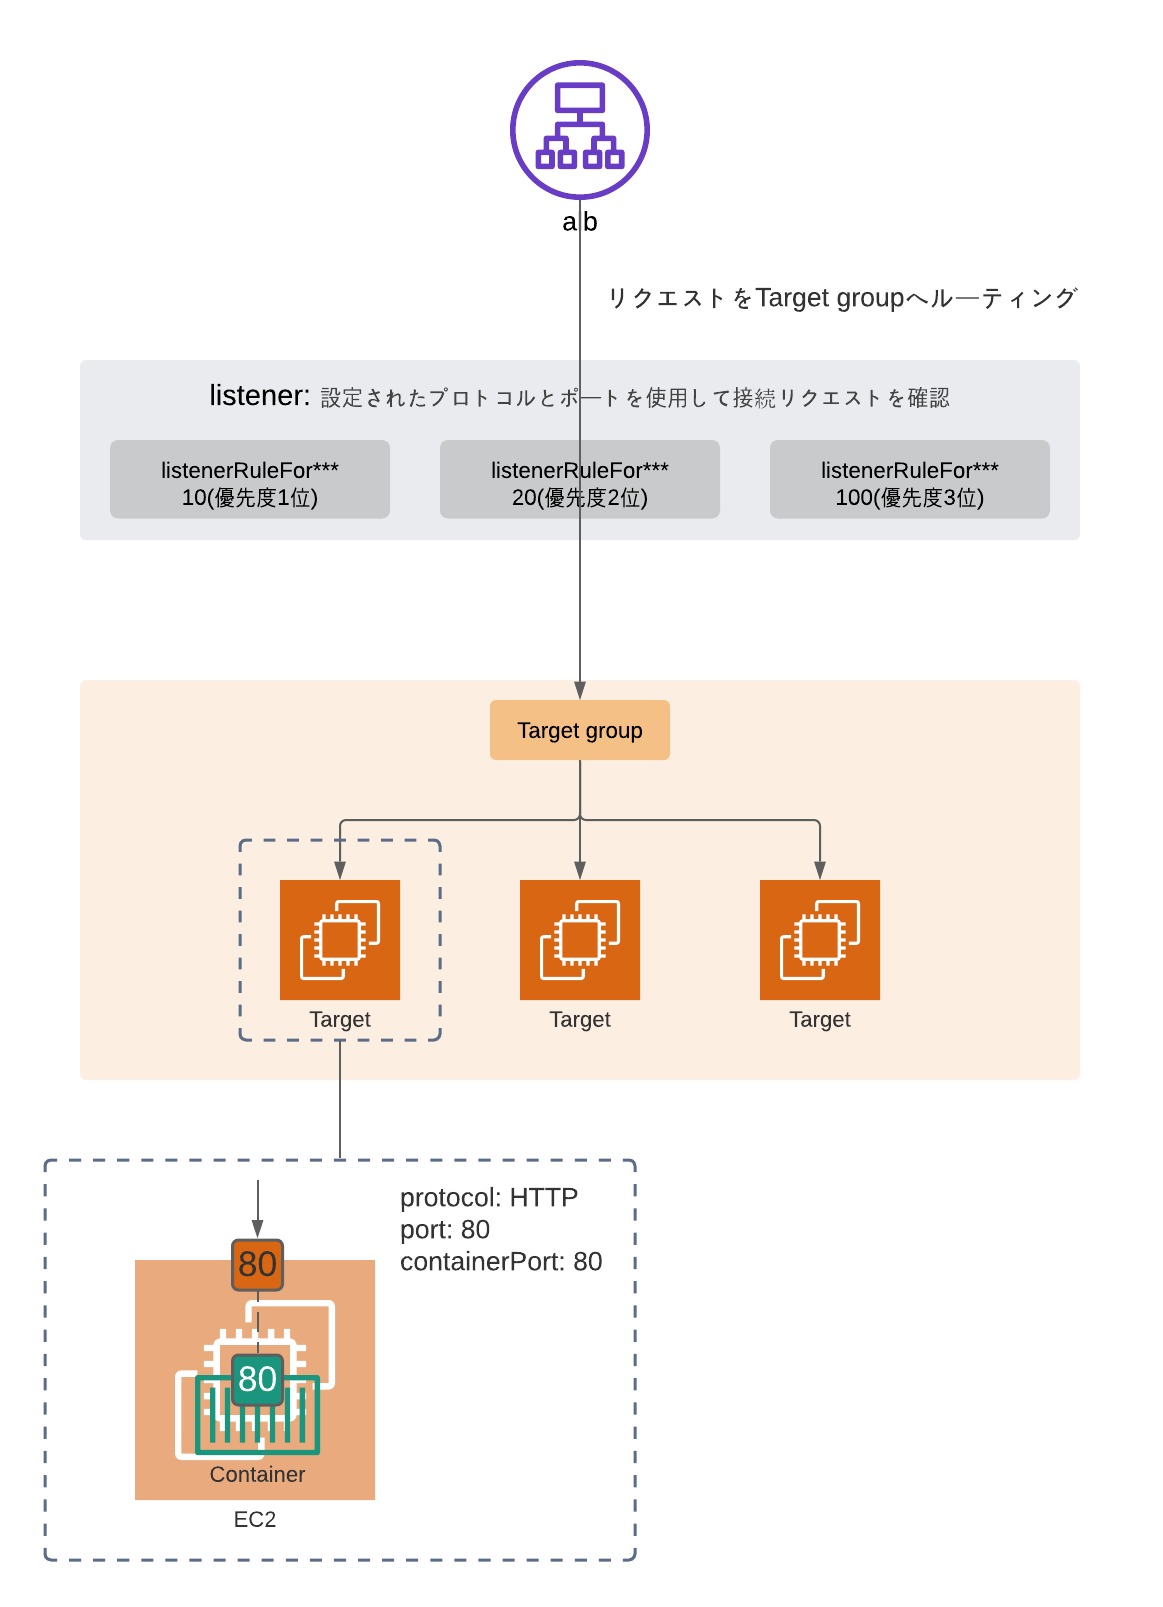 alb
リクエストをTarget groupへルーティング
listener: 設定されたプロトコルとポートを使用して接続リクエストを確認
listenerRuleFor***
10(優先度1位)
listenerRuleFor***
20(優先度2位)
listenerRuleFor***
100(優先度3位)
Target group
Target
Target
Target
protocol: HTTP
port: 80
containerPort: 80
80
80
Container
EC2